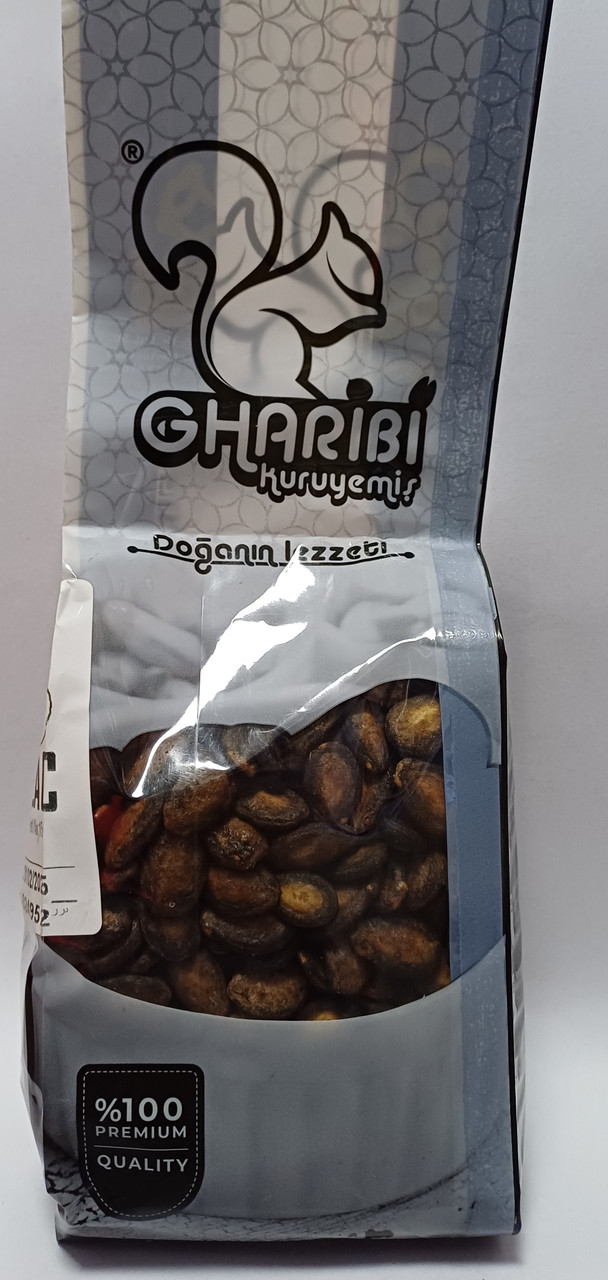 ®
GHARIBI
Kuruyemiş
Doğanın lezzeti
%100
PREMIUM
QUALITY